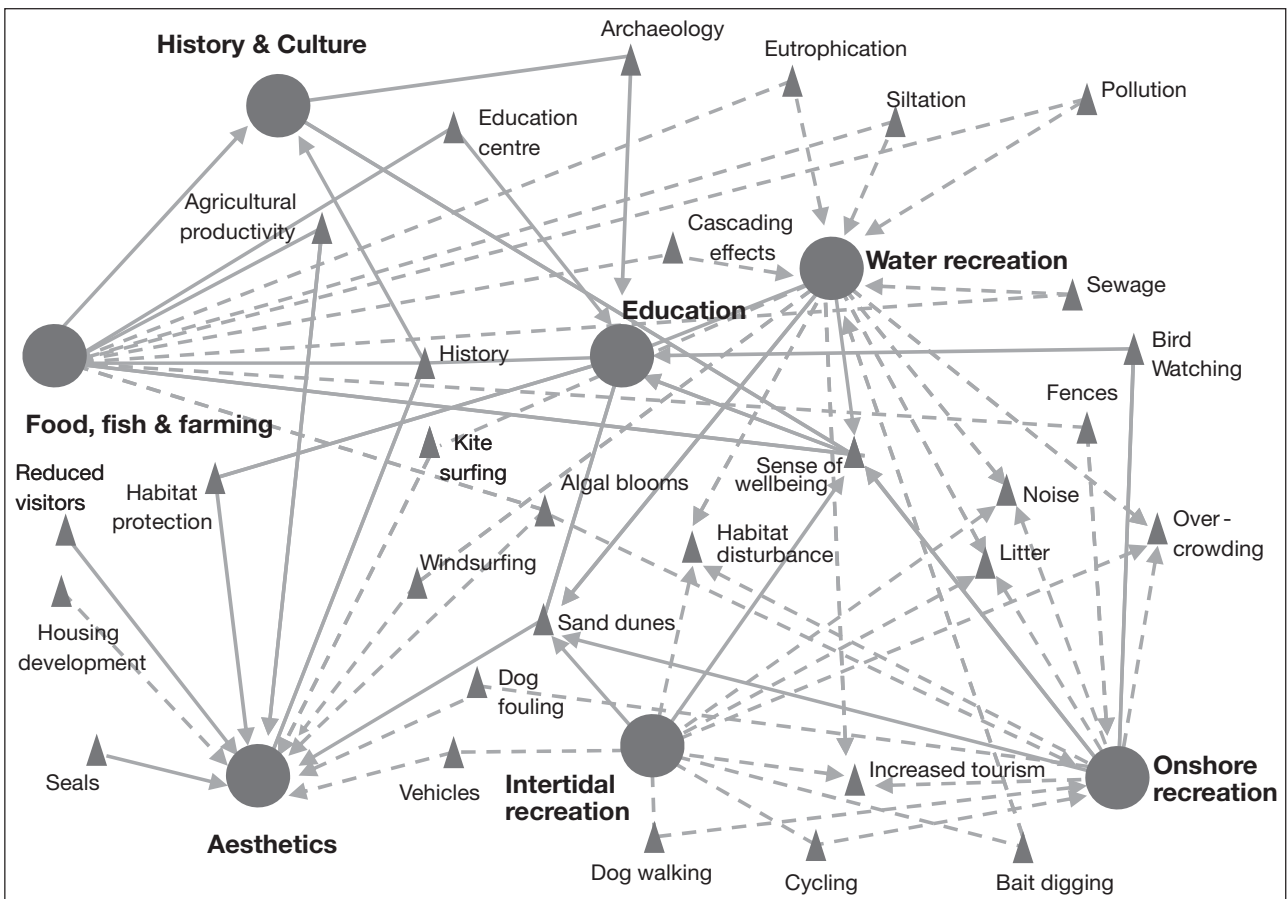 History & Culture
Archaeology
Eutrophication
Siltation
Pollution
Education
centre
Agricultural
productivity
Cascading
effects
Water recreation
Sewage
Education
Bird
Watching
History
Fences
Food, fish & farming
Kite
surfing
Reduced
visitors
Habitat
protection
Algal blooms
Sense of
wellbeing
Noise
Habitat
disturbance
Over-
crowding
Litter
Windsurfing
Housing
development
Sand dunes
Dog
fouling
Seals
Vehicles
Intertidal
recreation
Increased tourism
Onshore
recreation
Aesthetics
Dog walking
Cycling
Bait digging